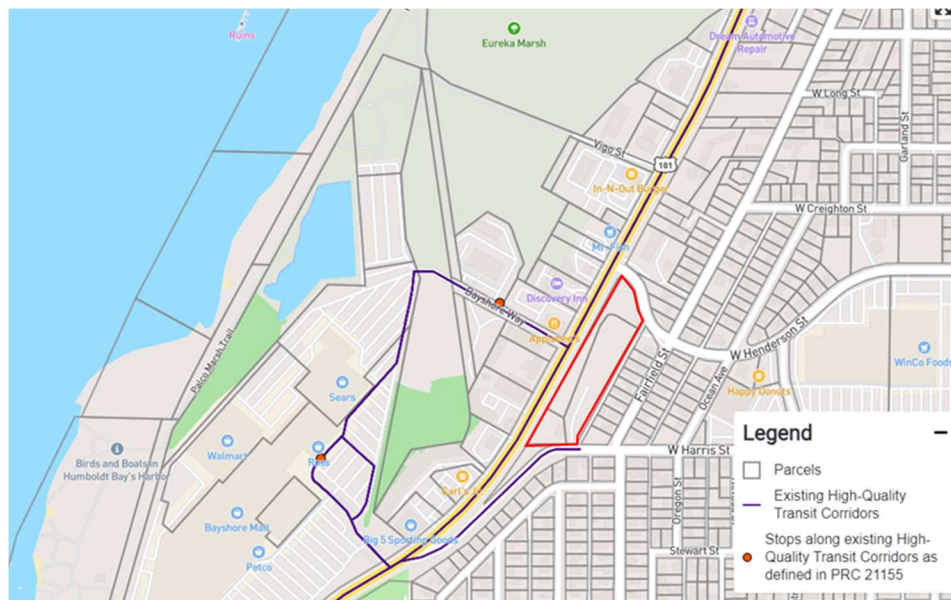 Ruins
Eureka Marsh
Dream Automotive
Repair
W Long St
Garland St
Vigo St
101
In-N-Out Burger
W Creighton St
Discovery Inn
Bayshore Way
Applebee's
Palco Marsh Trail
W Henderson St
Fairfield St
Ocean Ave
WinCo Foods
Happy Donuts
Sears
Walmart
Ross
Birds and Boats in
Humboldt Bay's Harbor
W Harris St
Carl's Jr
Bayshore Mall
Big 5 Sporting Goods
Petco
Oregon St
Stewart St
Legend
Parcels
Existing High-Quality
Transit Corridors
Stops along existing High-
Quality Transit Corridors as
defined in PRC 21155